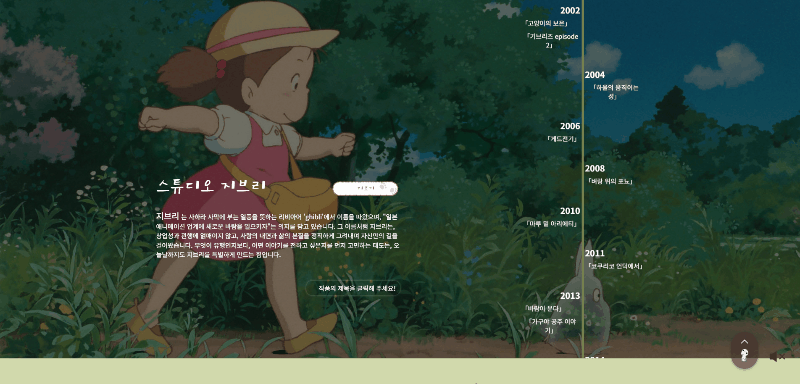 스튜디오 지브리
지브리 는 사하라 사막에 부는 열풍을 뜻하는 리비아어 'ghibli'에서 이름을 따왔으며, "일본
애니메이션 업계에 새로운 바람을 일으키자"는 의지를 담고 있습니다. 그 이름처럼 지브리는,
상업성과 관행에 얽매이지 않고, 사람의 내면과 삶의 본질을 정직하게 그려내며 자신만의 길을
걸어왔습니다. 무엇이 유행인지보다, 어떤 이야기를 전하고 싶은지를 먼저 고민하는 태도는, 오
늘날까지도 지브리를 특별하게 만드는 힘입니다.
작품의 제목을 클릭해 주세요!
2002
「고양이의 보은」
「기브리즈 episode
2」
2004
「하울의 움직이는
성」
2006
「게드전기」
2008
「벼랑 위의 포뇨」
2010
「마루 밑 아리에티」
2011
「코쿠리코 언덕에서」
2013
「바람이 분다」
「가구야 공주 이야
기」